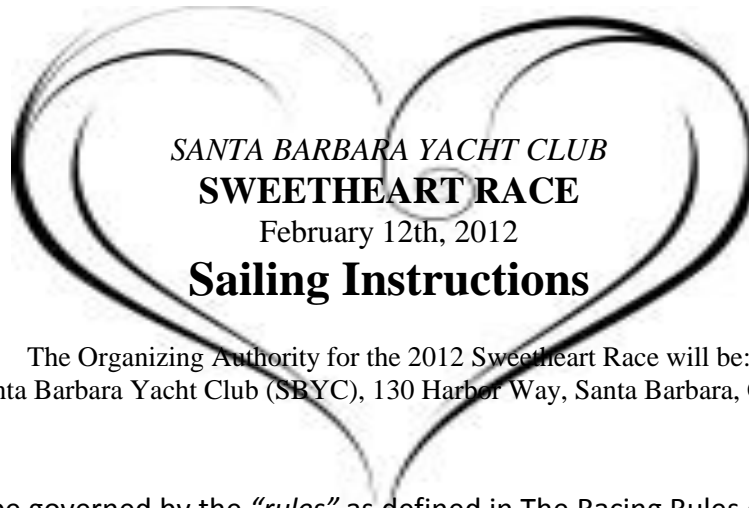 SANTA BARBARA YACHT CLUB
SWEETHEART RACE
February 12th, 2012
Sailing Instructions
The Organizing Authority for the 2012 Sweetheart Race will be:
Barbara Yacht Club (SBYC), 130 Harbor Way, Santa Barbara,
governed by the “rules” as defined in The Racing Rules